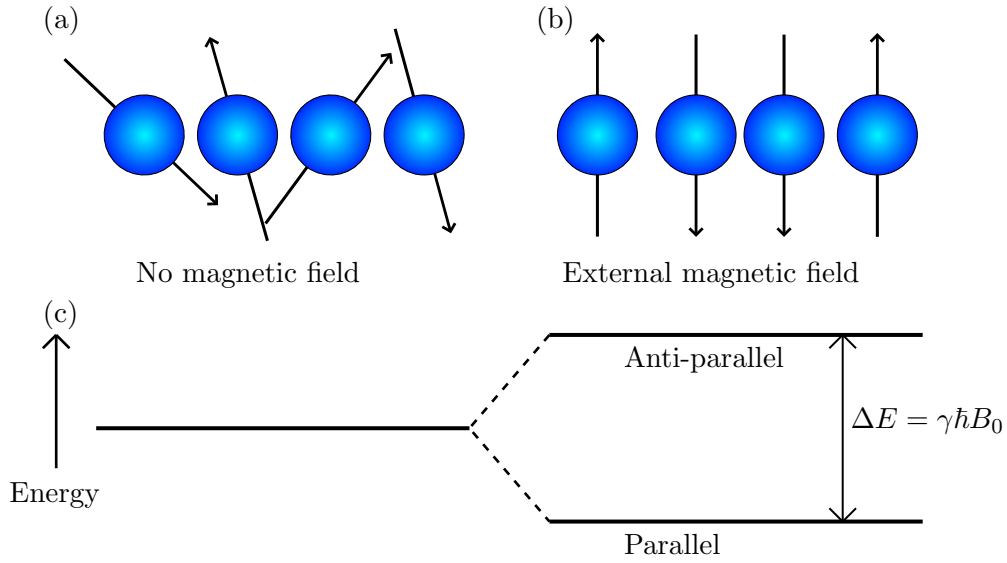 (a)
(b)
No magnetic field
External magnetic field
(c)
Anti-parallel
ΔE = γℏB₀
Energy
Parallel